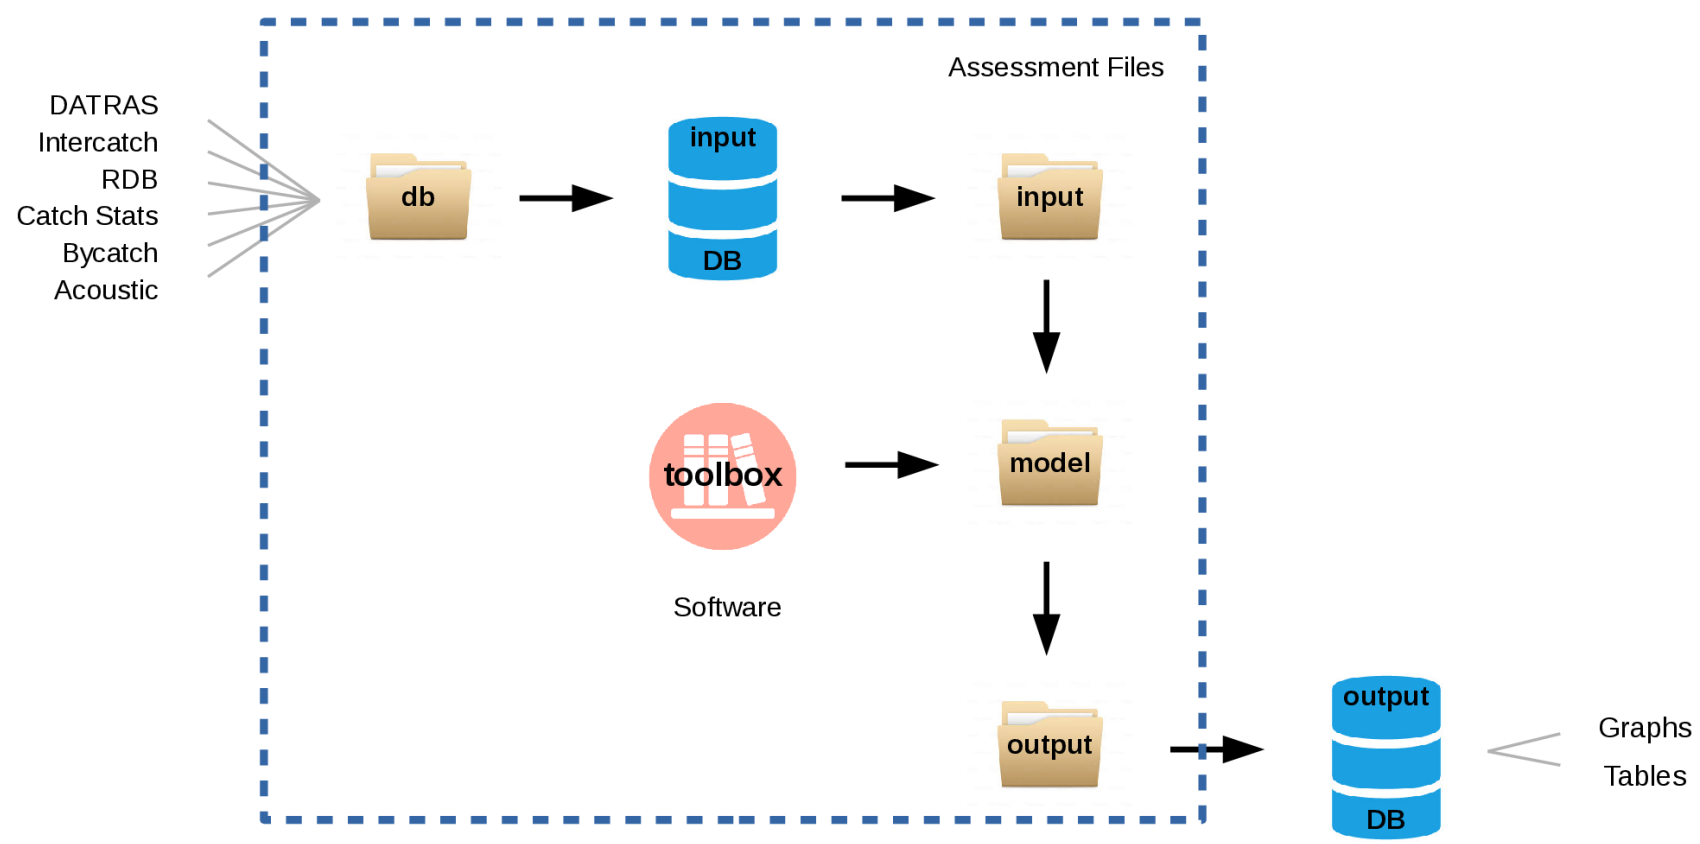 Assessment Files
DATRAS
Intercatch
RDB
Catch Stats
Bycatch
Acoustic
db
input
DB
input
toolbox
model
Software
output
output
DB
Graphs
Tables